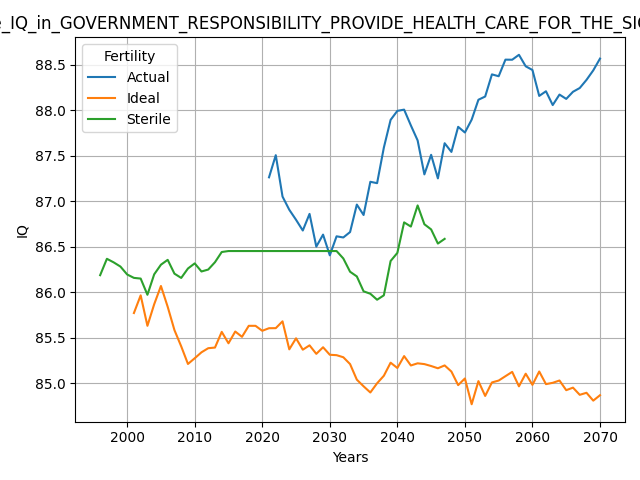 _IQ_in_GOVERNMENT_RESPONSIBILITY_PROVIDE_HEALTH_CARE_FOR_THE_
Fertility
Actual
Ideal
Sterile
88.5
88.0
87.5
87.0
86.5
86.0
85.5
85.0
IQ
2000 2010 2020 2030 2040 2050 2060 2070
Years